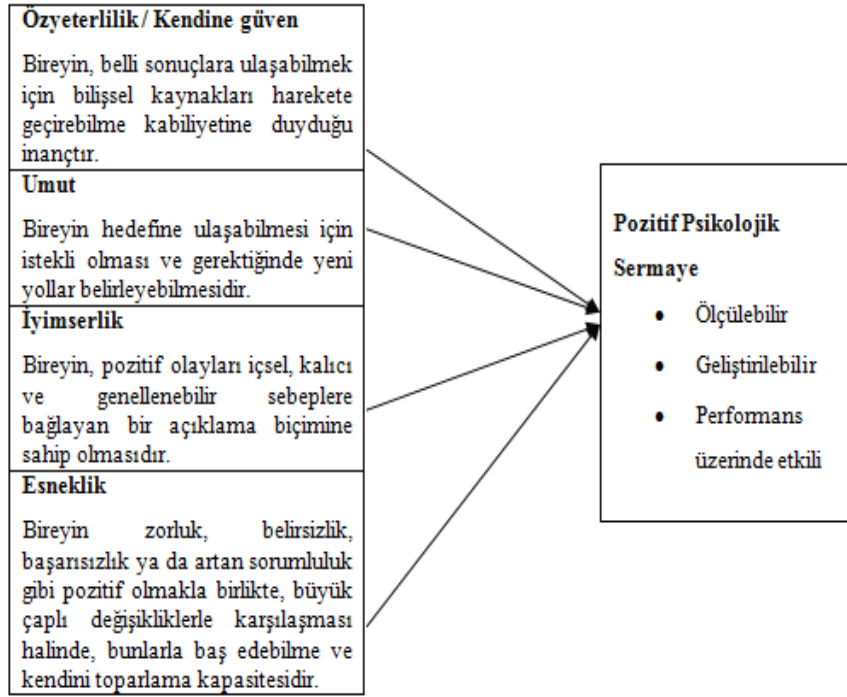 Özyeterlilik / Kendine güven
Bireyin, belli sonuçlara ulaşabilmek
için bilişsel kaynakları harekete
geçirebilme kabiliyetine duyduğu
inançtır.
Umut
Bireyin hedefine ulaşabilmesi için
istekli olması ve gerektiğinde yeni
yollar belirleyebilmesidir.
İyimserlik
Bireyin, pozitif olayları içsel, kalıcı
ve genellenebilir sebeplere
bağlayan bir açıklama biçimine
sahip olmasıdır.
Esneklik
Bireyin zorluk, belirsizlik,
başarısızlık ya da artan sorumluluk
gibi pozitif olmakla birlikte, büyük
çaplı değişikliklerle karşılaşması
halinde, bunlarla baş edebilme ve
kendini toparlama kapasitesidir.
Pozitif Psikolojik
Sermaye
• Ölçülebilir
• Geliştirilebilir
• Performans
üzerinde etkili